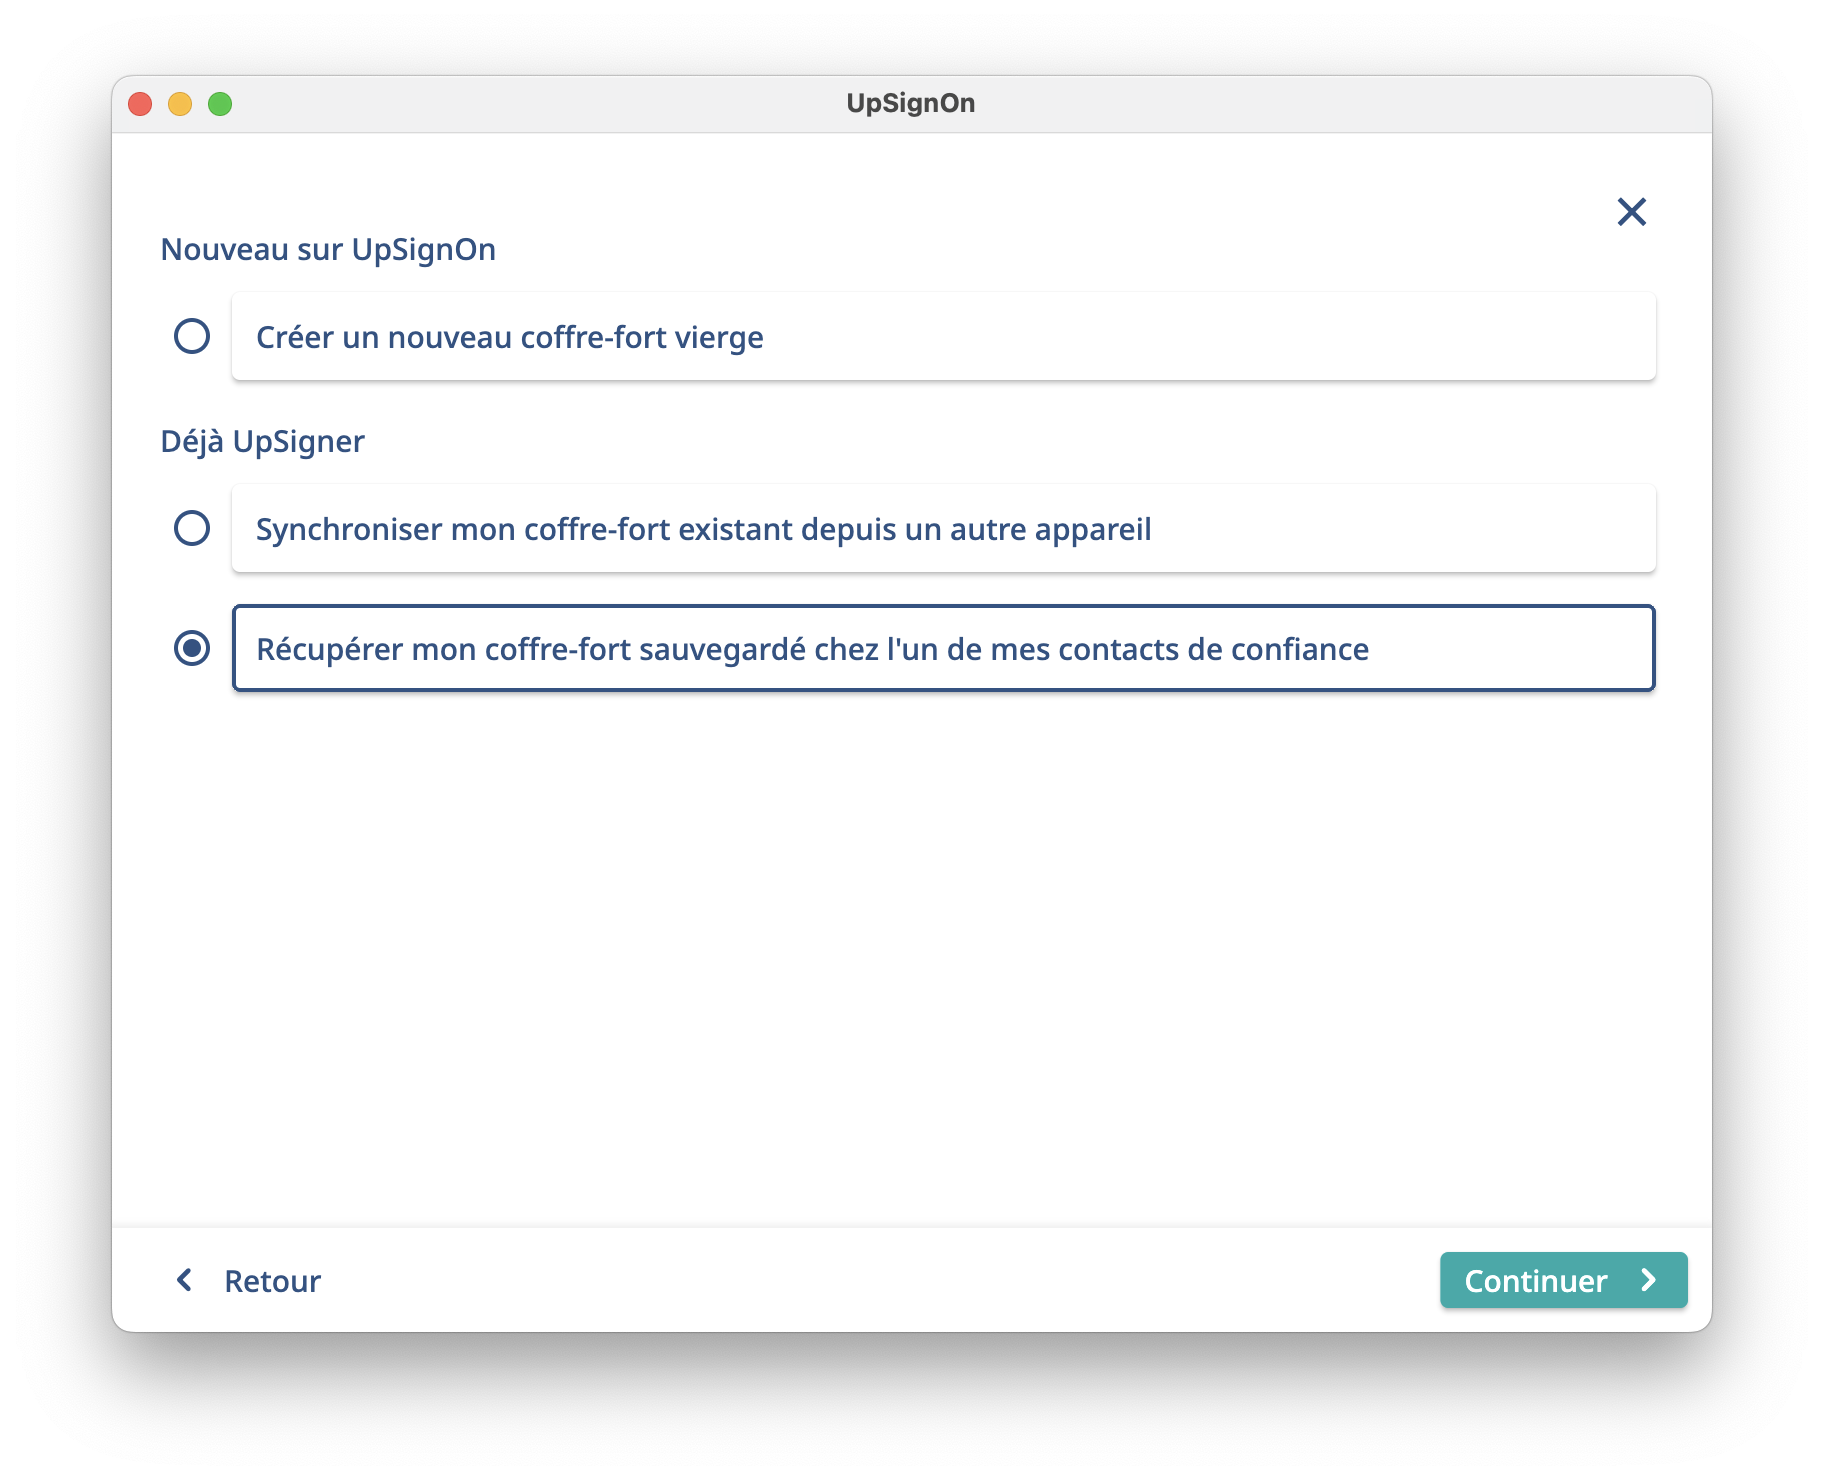 UpSignOn
Nouveau sur UpSignOn
Créer un nouveau coffre-fort vierge
Déjà UpSigner
Synchroniser mon coffre-fort existant depuis un autre appareil
Récupérer mon coffre-fort sauvegardé chez l'un de mes contacts de confiance
Retour
Continuer